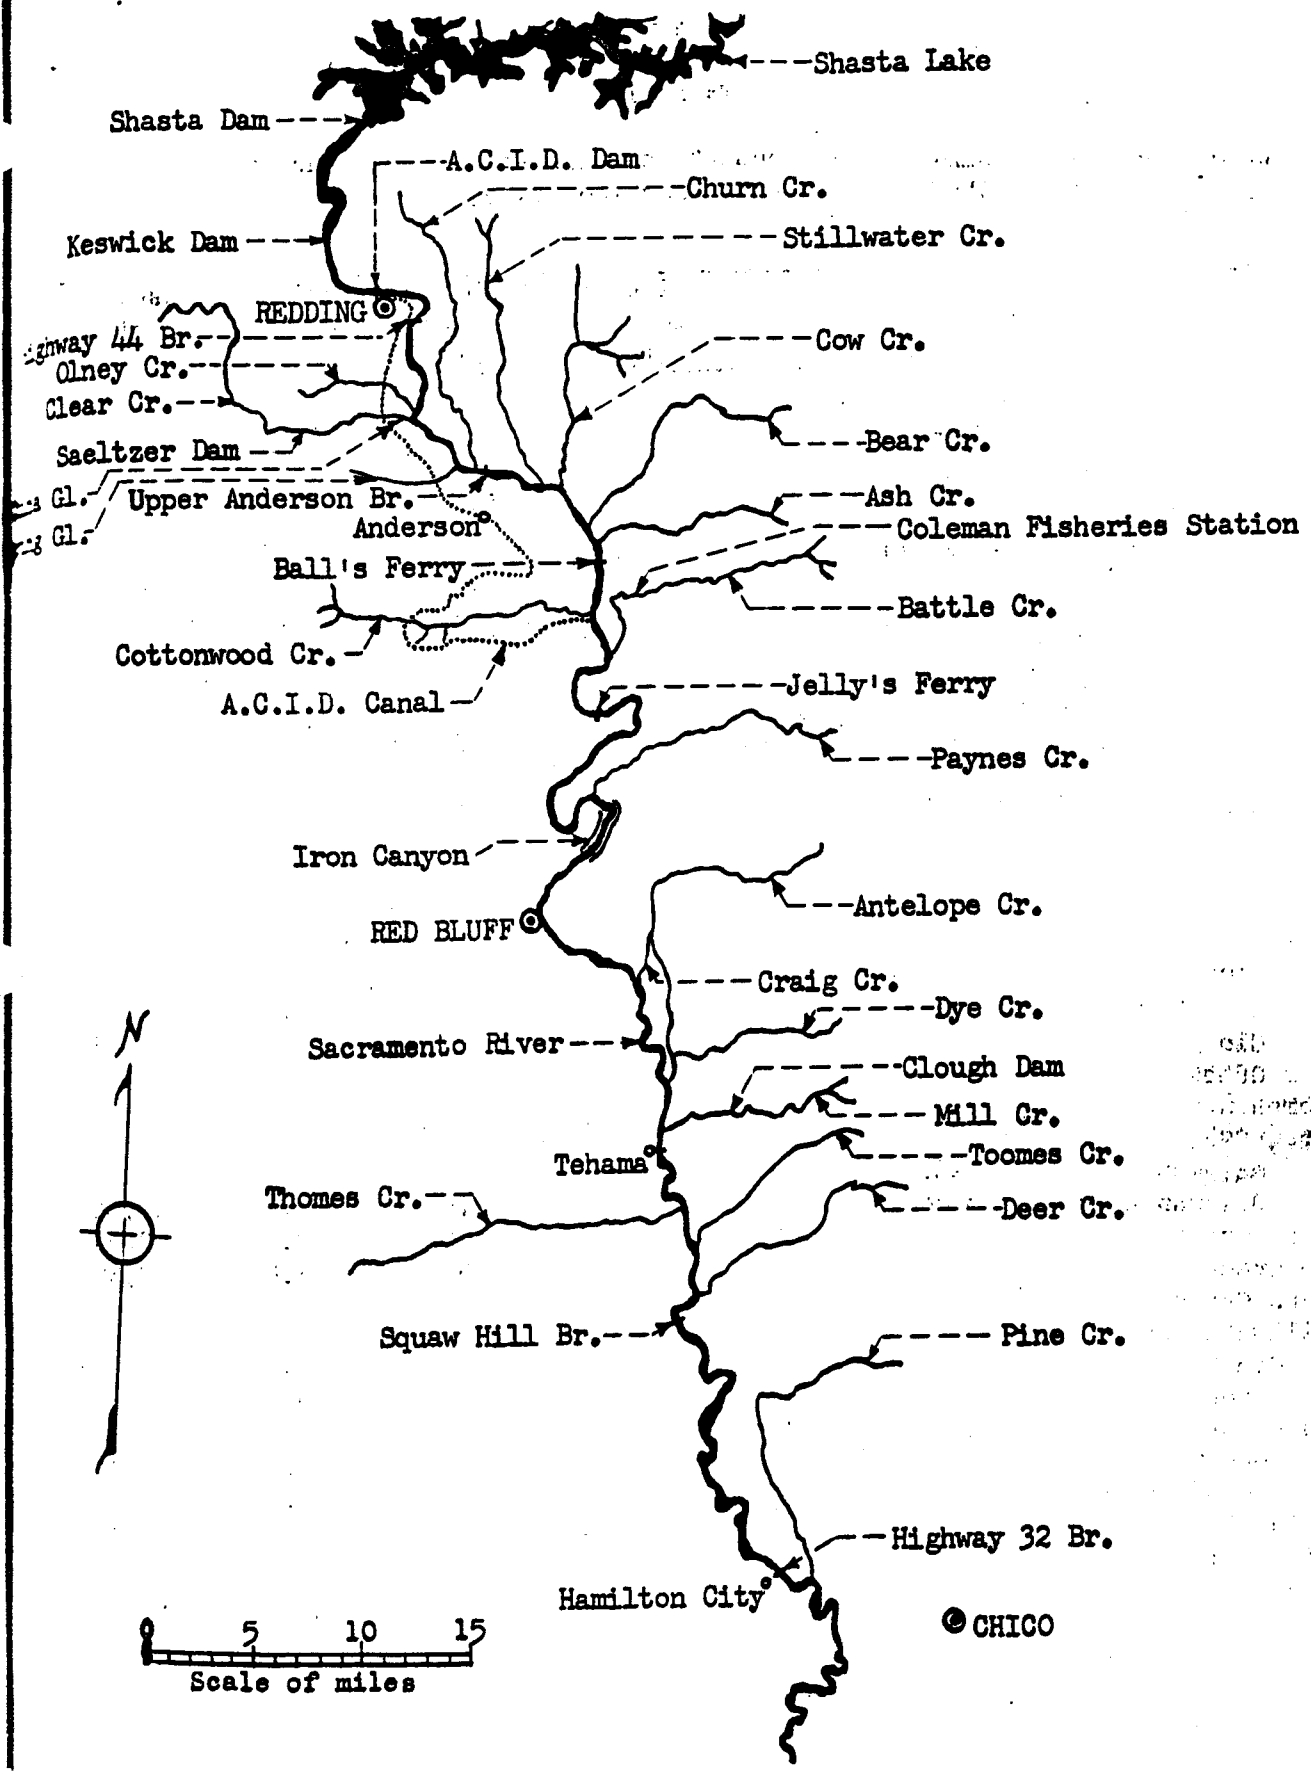 Shasta Lake
Shasta Dam
A.C.I.D. Dam
Churn Cr.
Keswick Dam
Stillwater Cr.
REDDING
44 Br.
Cow Cr.
Olney Cr.
Clear Cr.
Bear Cr.
Saeltzer Dam
Gl.
Upper Anderson Br.
Ash Cr.
Anderson
Coleman Fisheries Station
Gl.
Ball's Ferry
Battle Cr.
Cottonwood Cr.
Jelly's Ferry
A.C.I.D. Canal
Paynes Cr.
Iron Canyon
Antelope Cr.
RED BLUFF
Craig Cr.
Dye Cr.
N
Sacramento River
Clough Dam
Mill Cr.
Toomes Cr.
Tehama
Thomes Cr.
Deer Cr.
Squaw Hill Br.
Pine Cr.
Highway 32 Br.
Hamilton City
CHICO
0 5 10 15
Scale of miles